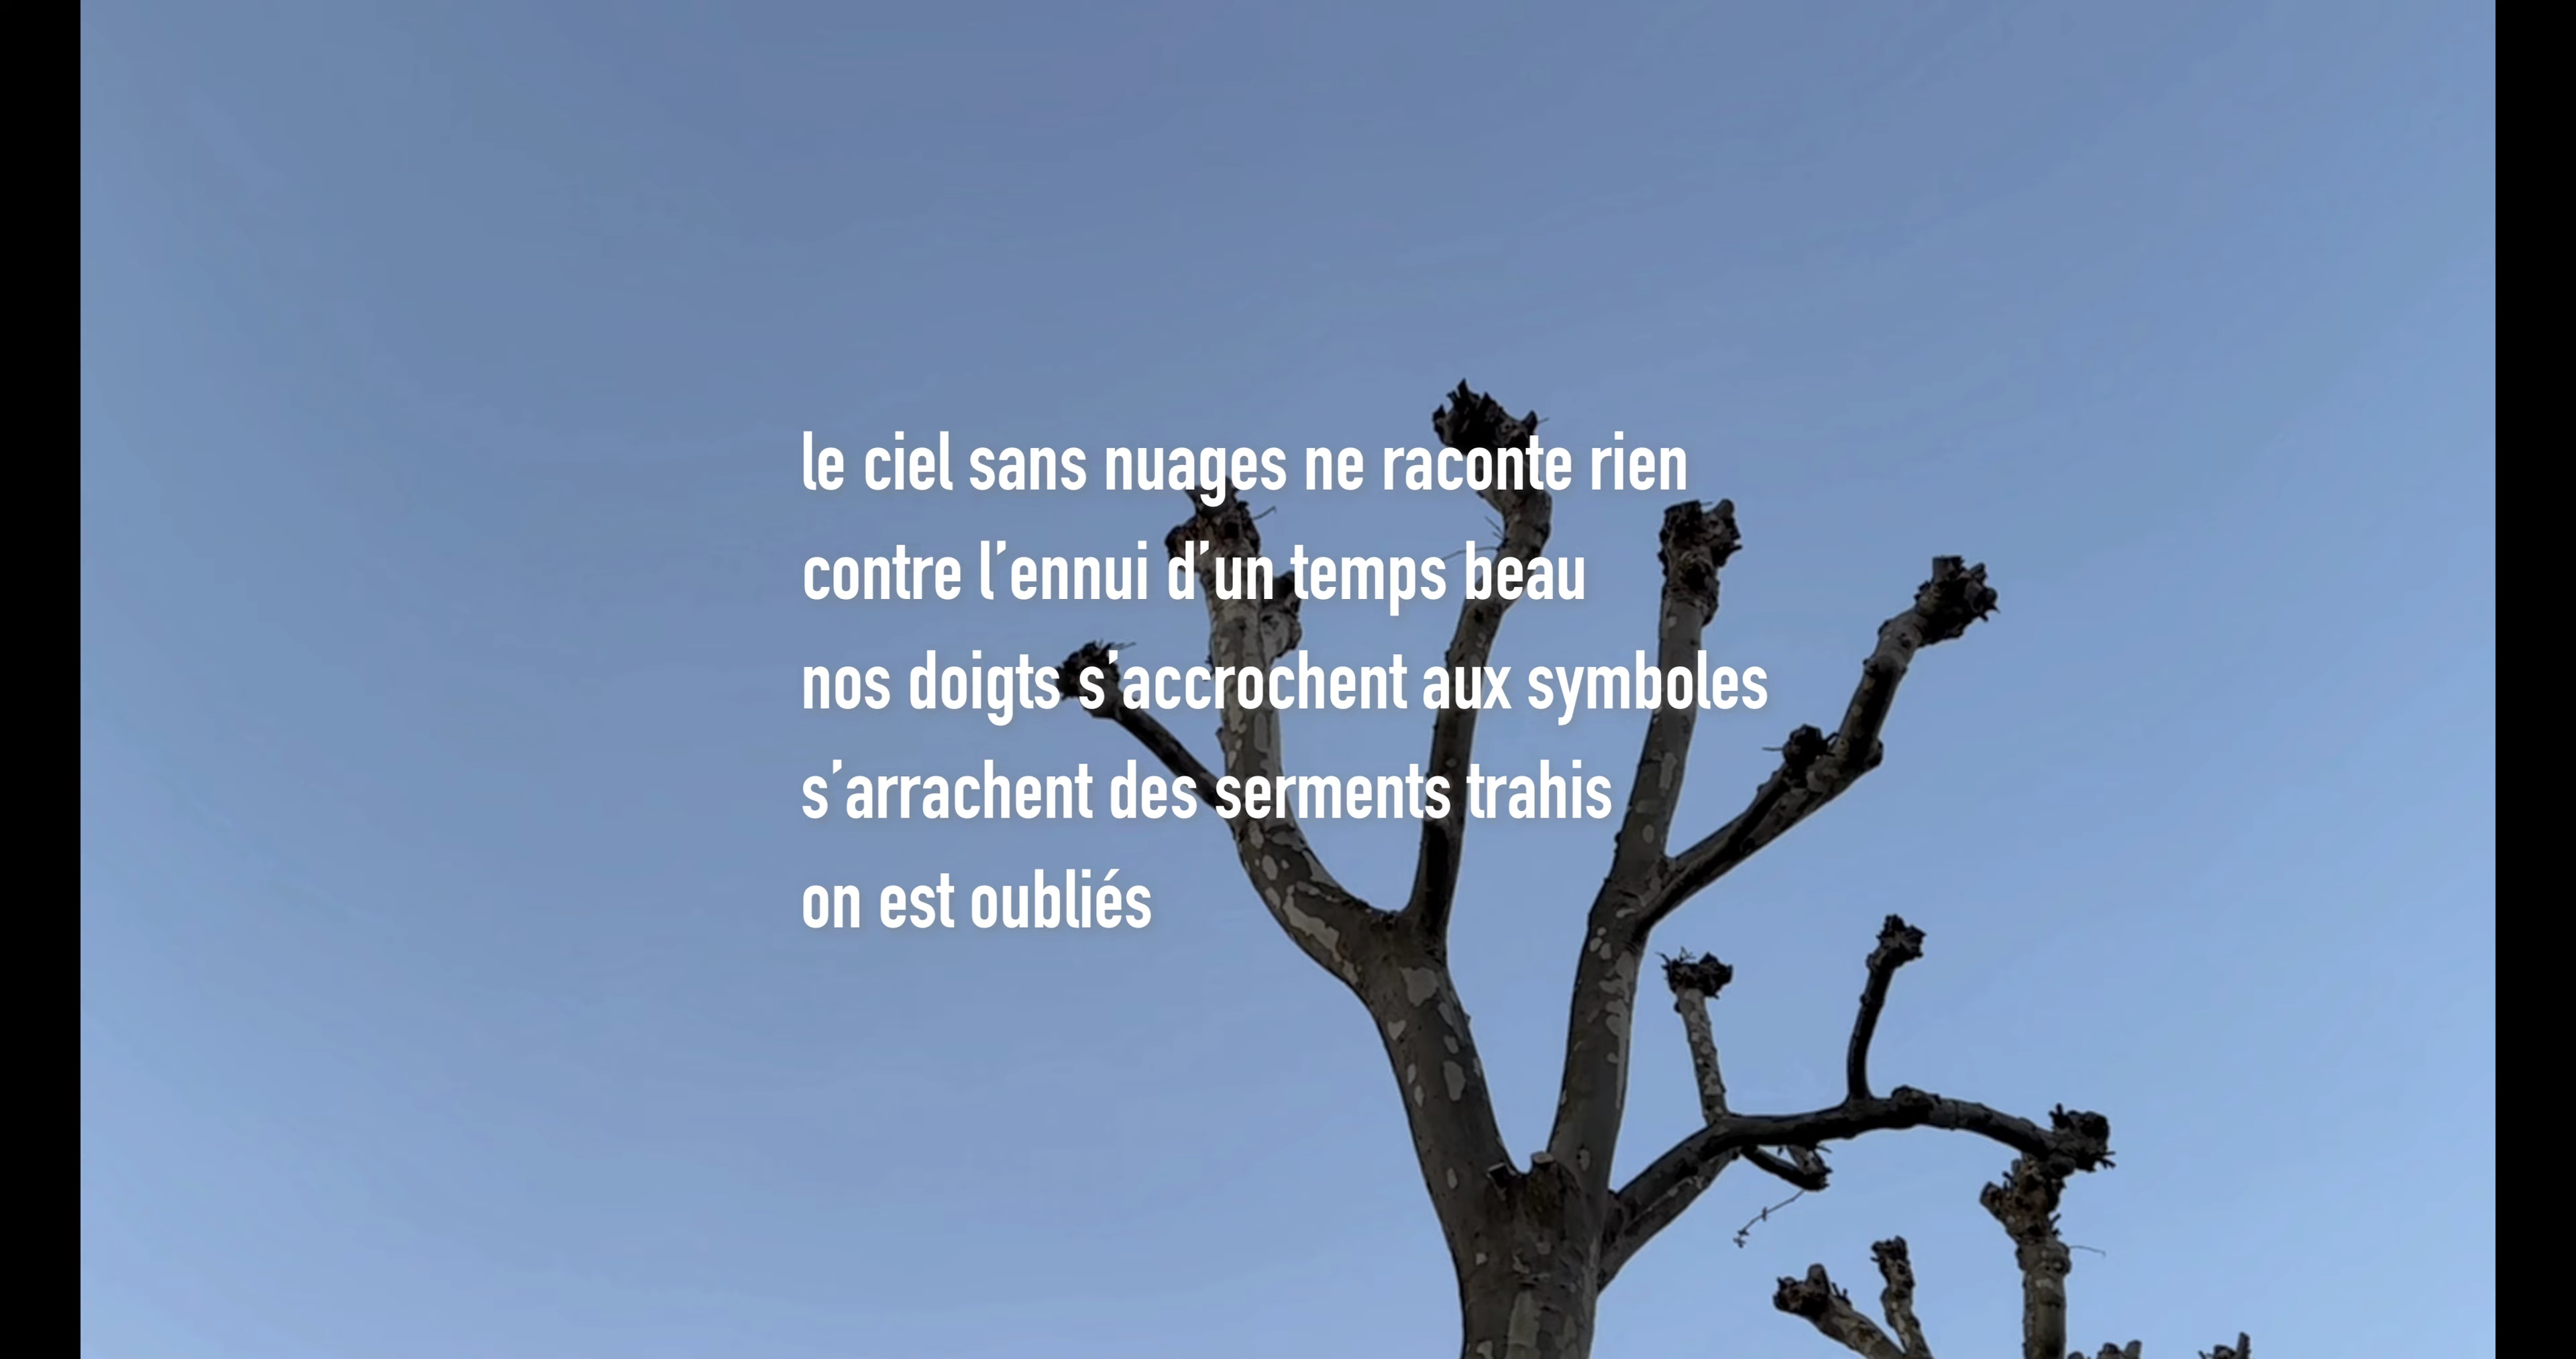 le ciel sans nuages ne raconte rien
contre l’ennui d’un temps beau
nos doigts s’accrochent aux symboles
s’arrachent des serments trahis
on est oubliés